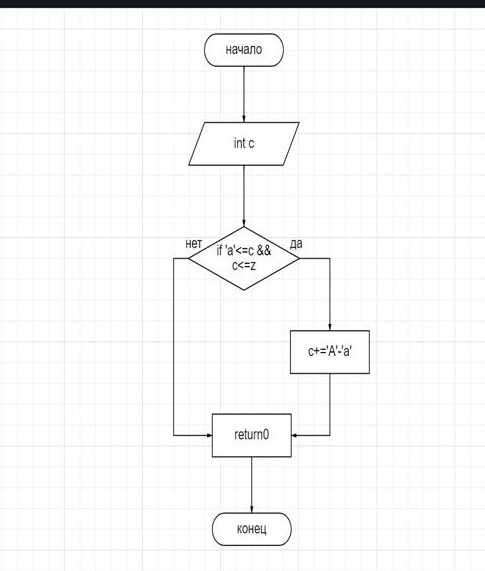 начало
int c
нет
да
if 'a'<=c &&
c<=z
c+='A'-'a'
return0
конец